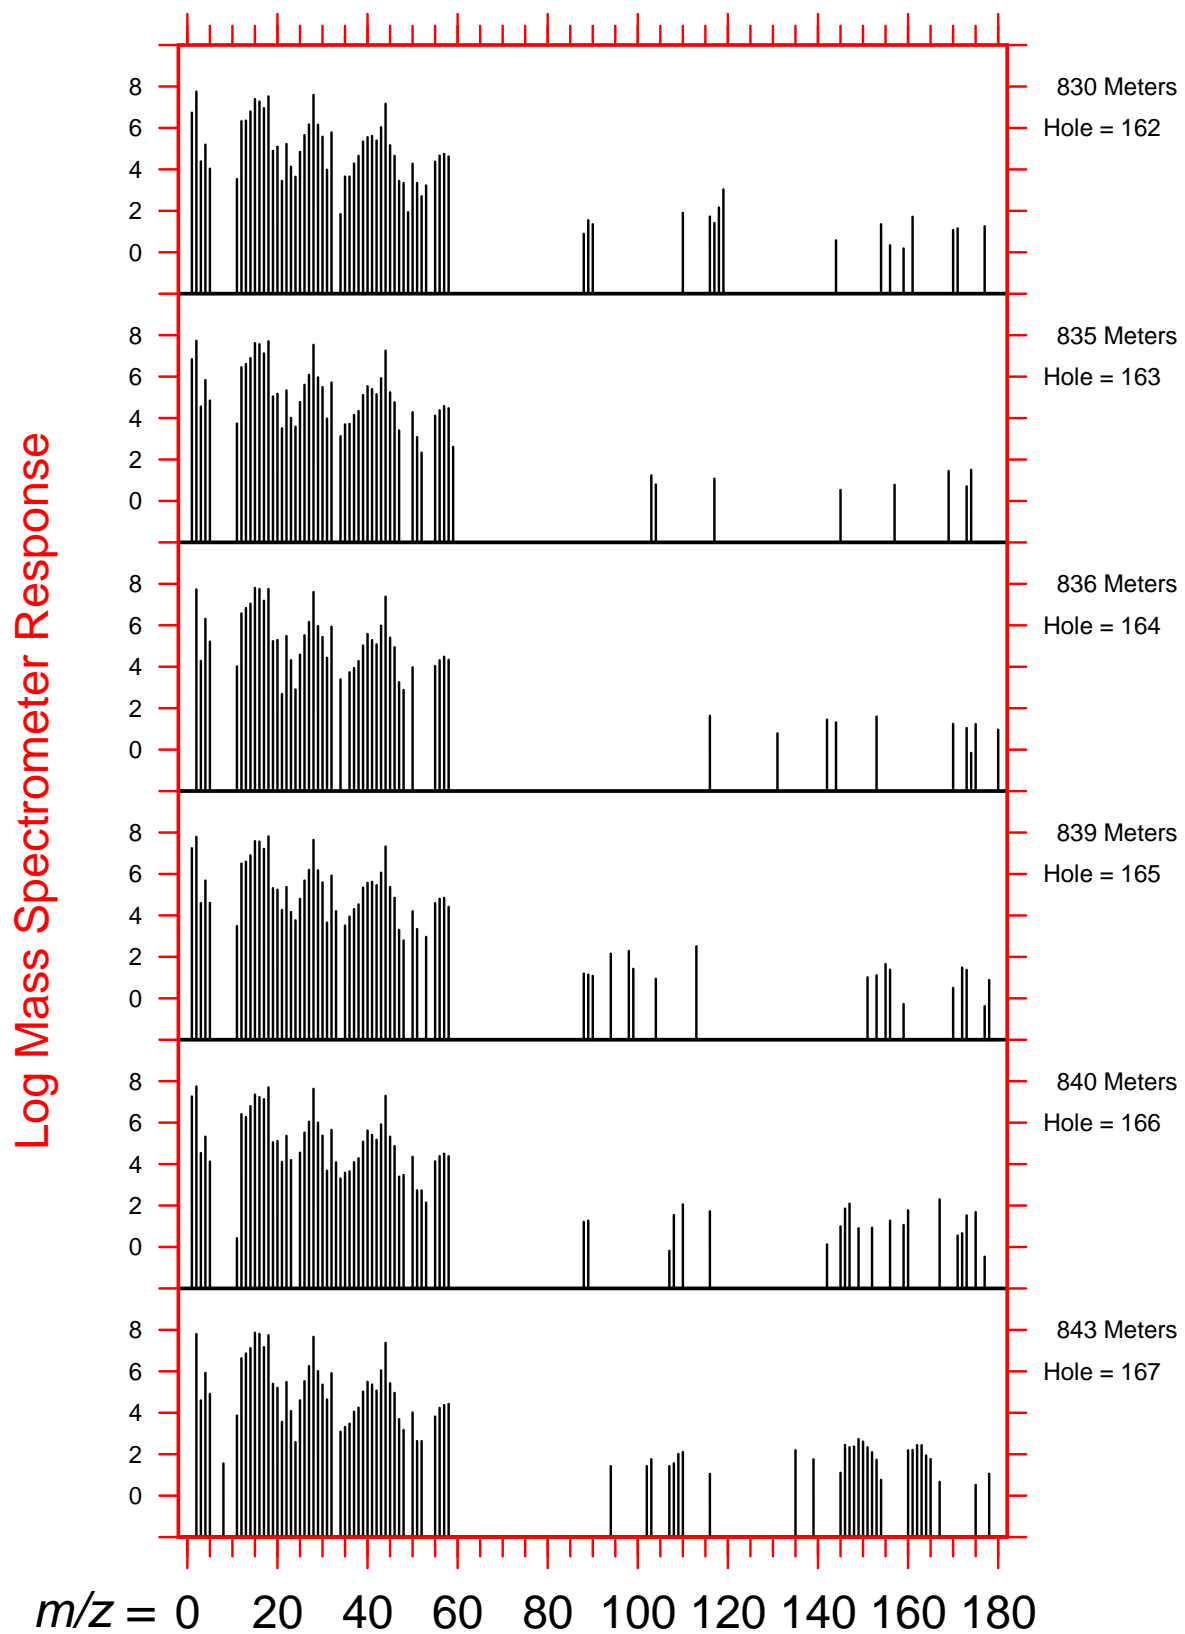 8
6
4
2
0
830 Meters
Hole = 162
8
6
4
2
0
835 Meters
Hole = 163
8
6
4
2
0
836 Meters
Hole = 164
8
6
4
2
0
839 Meters
Hole = 165
8
6
4
2
0
840 Meters
Hole = 166
8
6
4
2
0
843 Meters
Hole = 167
Log Mass Spectrometer Response
m/z = 0 20 40 60 80 100 120 140 160 180